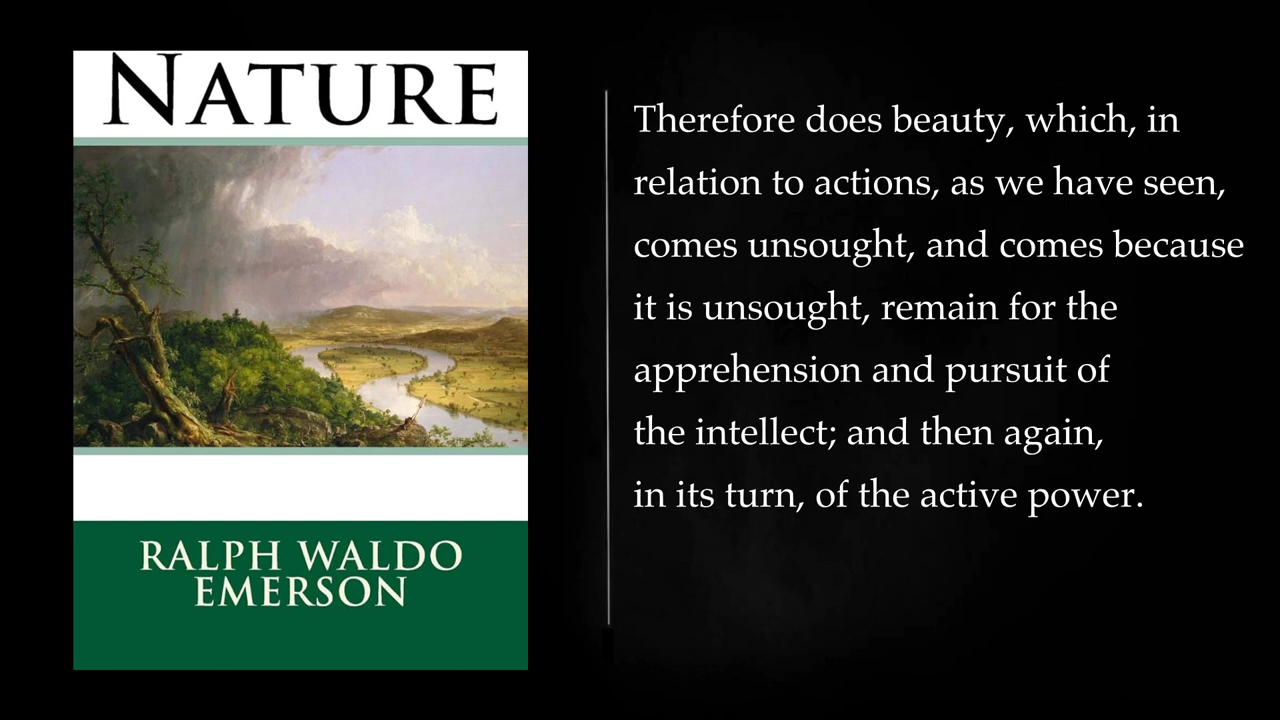 NATURE
RALPH WALDO
EMERSON
Therefore does beauty, which, in
relation to actions, as we have seen,
comes unsought, and comes because
it is unsought, remain for the
apprehension and pursuit of
the intellect; and then again,
in its turn, of the active power.